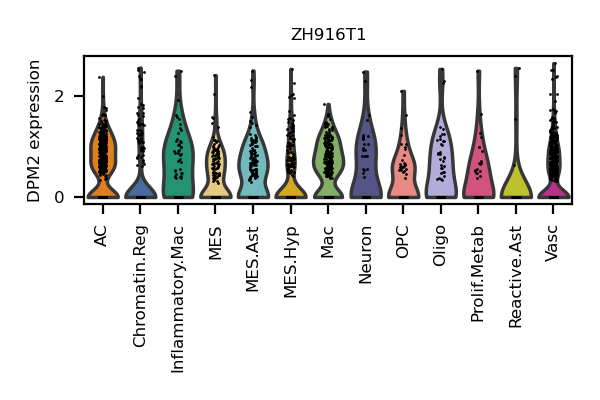 ZH916T1
DPM2 expression
2
0
AC
Chromatin.Reg
Inflammatory.Mac
MES
MES.Ast
MES.Hyp
Mac
Neuron
OPC
Oligo
Prolif.Metab
Reactive.Ast
Vasc